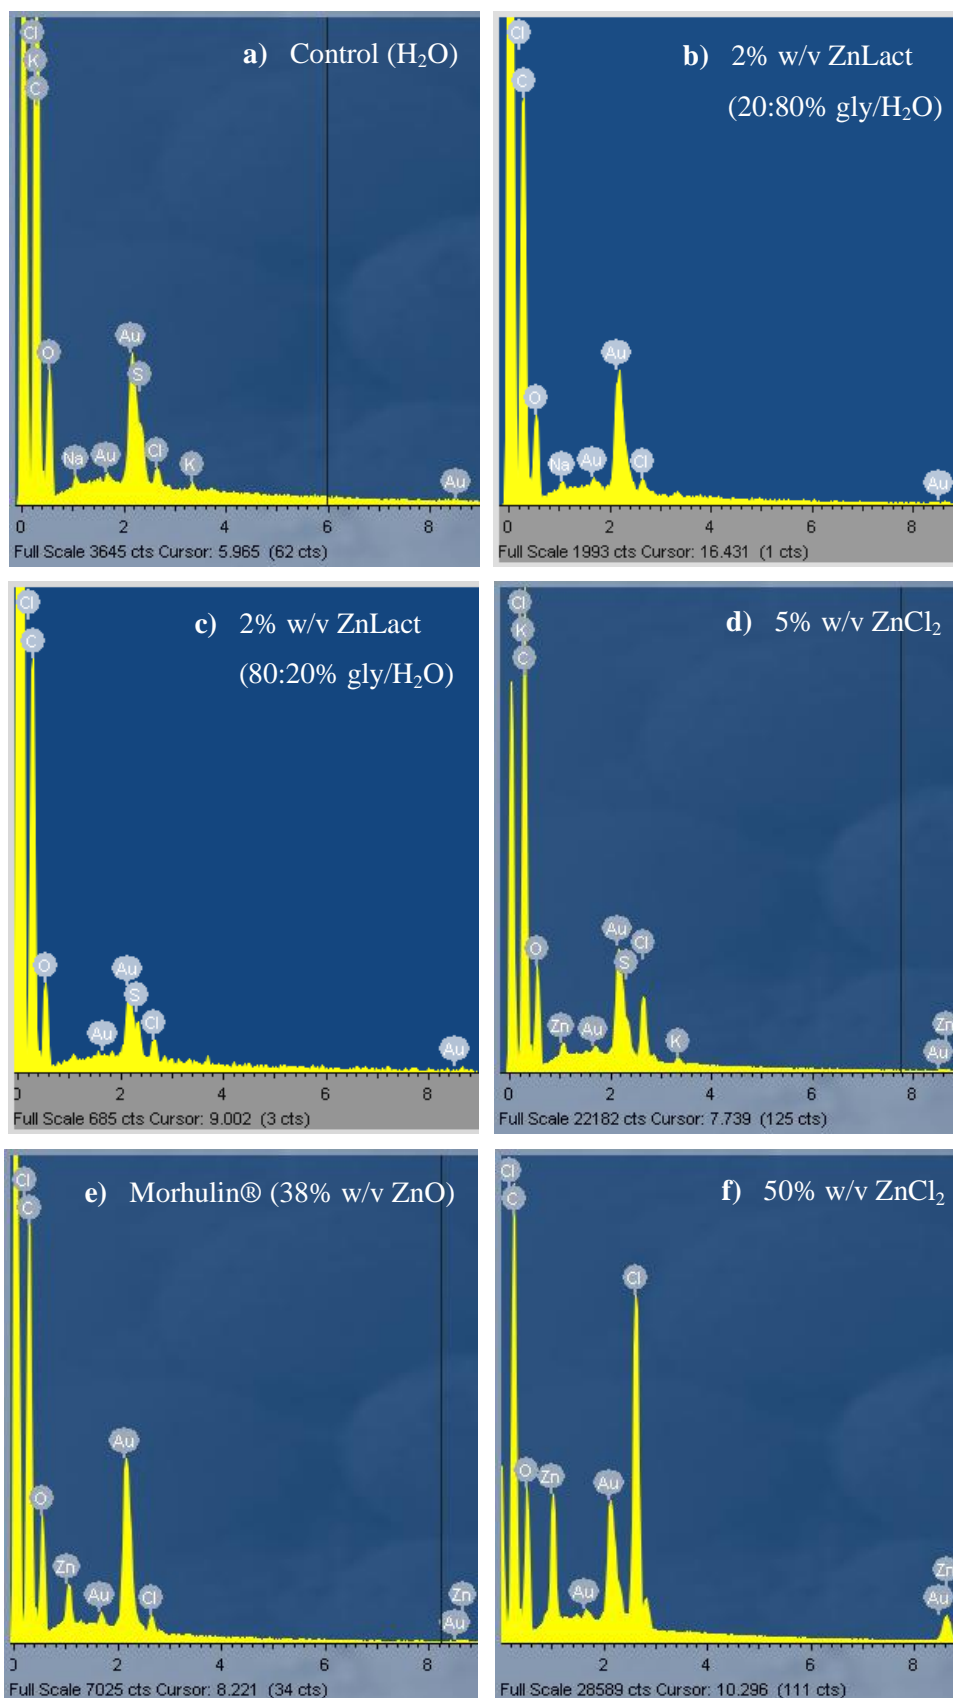 a) Control (H₂O)
Cl
K
C
O
Na
Au
Au
S
Cl
K
Au
0 2 4 6 8
Full Scale 3645 cts Cursor: 5.965 (62 cts)
b) 2% w/v ZnLact
(20:80% gly/H₂O)
Cl
C
O
Na
Au
Au
Cl
Au
0 2 4 6 8
Full Scale 1993 cts Cursor: 16.431 (1 cts)
c) 2% w/v ZnLact
(80:20% gly/H₂O)
Cl
C
O
Au
Au
S
Cl
Au
0 2 4 6 8
Full Scale 685 cts Cursor: 9.002 (3 cts)
d) 5% w/v ZnCl₂
Cl
K
C
O
Zn
Au
Au
S
Cl
K
Zn
Au
0 2 4 6 8
Full Scale 22182 cts Cursor: 7.739 (125 cts)
e) Morhulin® (38% w/v ZnO)
Cl
C
O
Zn
Au
Au
Cl
Zn
Au
0 2 4 6 8
Full Scale 7025 cts Cursor: 8.221 (34 cts)
f) 50% w/v ZnCl₂
Cl
C
O
Zn
Au
Au
Cl
Zn
Au
2 4 6 8
Full Scale 28589 cts Cursor: 10.296 (111 cts)